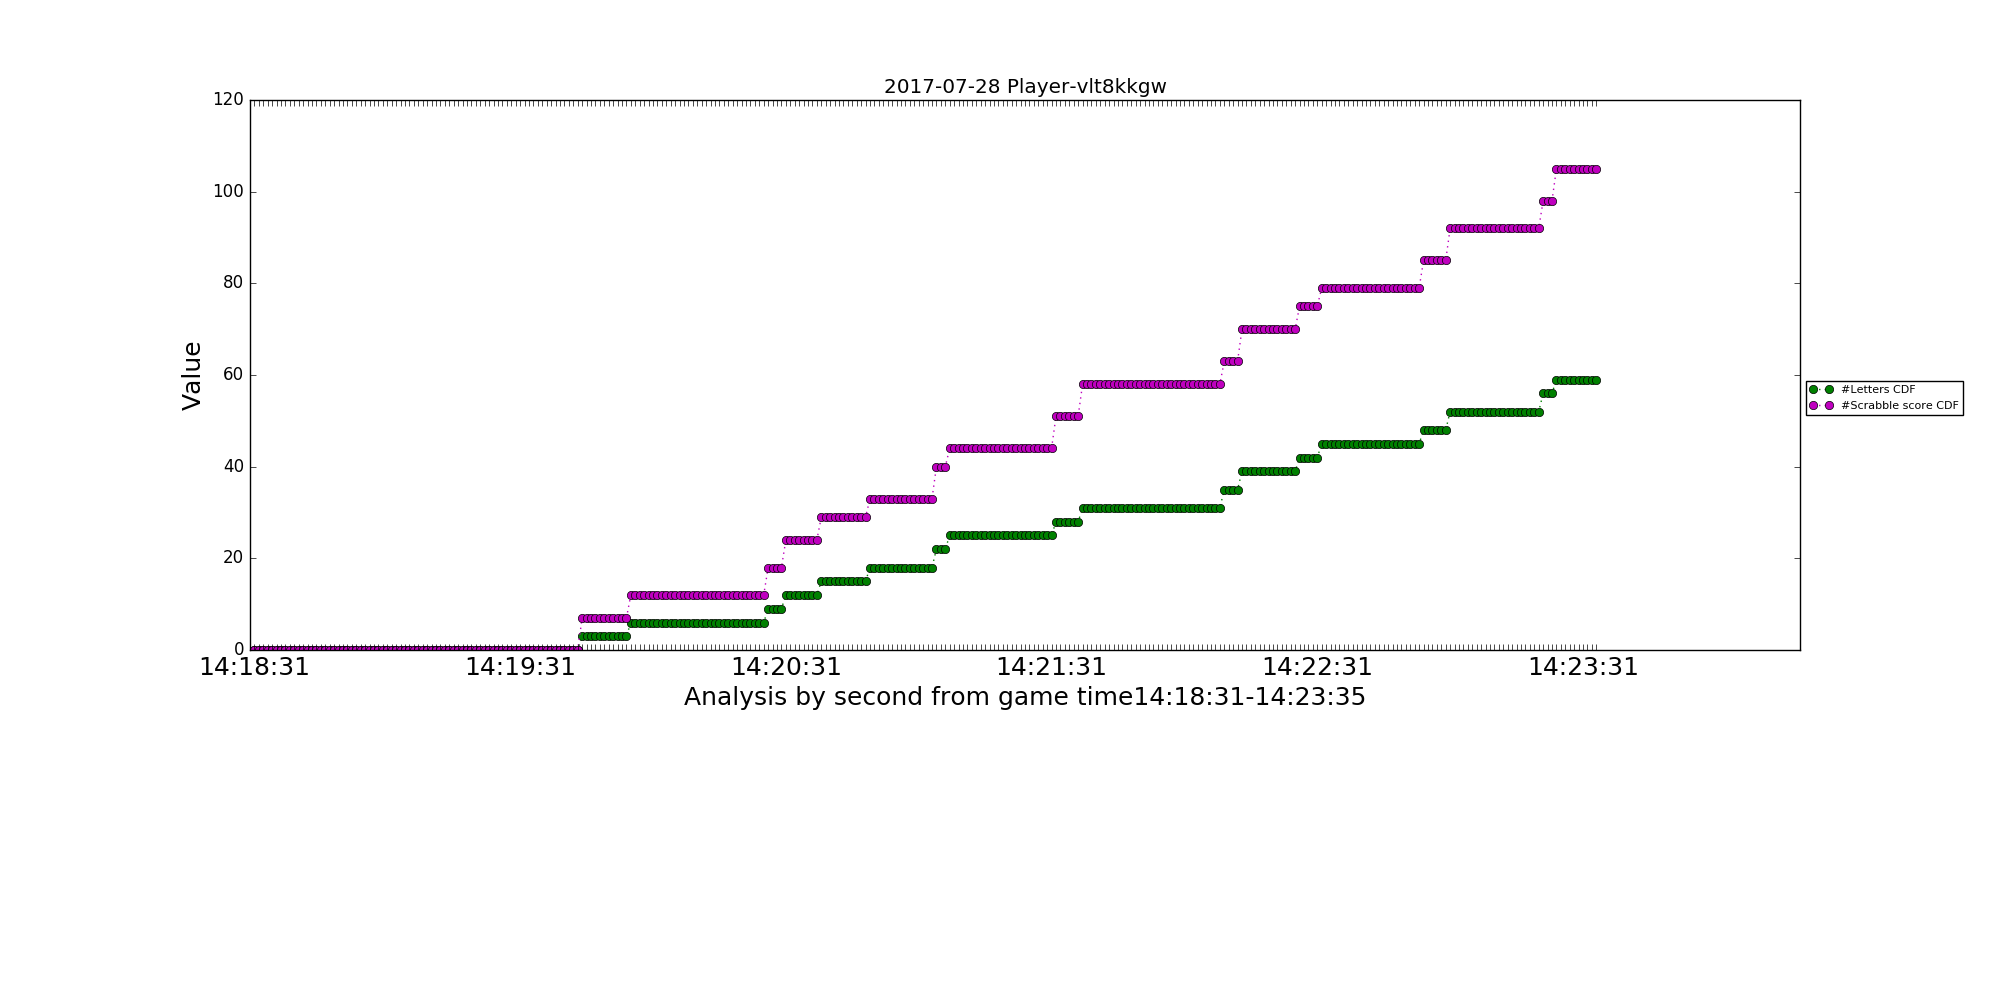 2017-07-28 Player-vlt8kkgw
120
100
80
60
40
20
0
Value
14:18:31 14:19:31 14:20:31 14:21:31 14:22:31 14:23:31
Analysis by second from game time14:18:31-14:23:35
#Letters CDF
#Scrabble score CDF